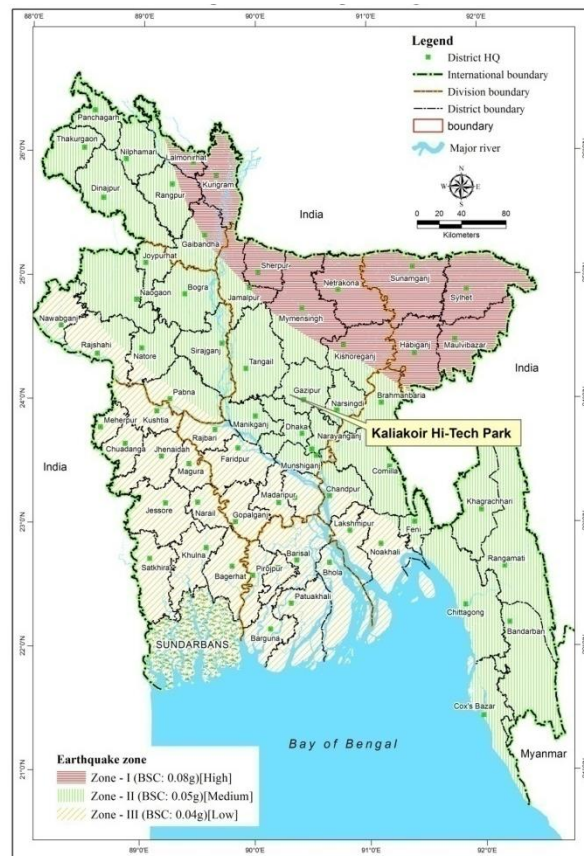 88°0'E
90°0'E
91°0'E
92°0'E
Legend
District HQ
International boundary
Division boundary
District boundary
boundary
Major river
N
W
E
S
0 20 40 80
Kilometers
26°0'N
25°0'N
24°0'N
23°0'N
22°0'N
21°0'N
Panchagarh
Thakurgaon
Nilphamari
Lalmonirhat
Dinajpur
Rangpur
Kurigram
Gaibandha
India
Joypurhat
Sherpur
Netrakona
Sunamganj
Sylhet
Naogaon
Bogra
Jamalpur
Mymensingh
Nawabganj
Rajshahi
Natore
Sirajganj
Tangail
Kishoreganj
Habiganj
Maulvibazar
India
Pabna
Gazipur
Narsingdi
Brahmanbaria
Kaliakoir Hi-Tech Park
Meherpur
Kushtia
Manikganj
Dhaka
Narayanganj
Chuadanga
Jhenaidah
Rajbari
Faridpur
Munshiganj
Comilla
India
Magura
Madaripur
Chandpur
Khagrachhari
Jessore
Narail
Gopalganj
Lakshmipur
Feni
Noakhali
Rangamati
Satkhira
Khulna
Bagerhat
Pirojpur
Barisal
Bhola
Patuakhali
Chittagong
Bandarban
Barguna
SUNDARBANS
Cox's Bazar
Bay of Bengal
Myanmar
Earthquake zone
Zone - I (BSC: 0.08g)[High]
Zone - II (BSC: 0.05g)[Medium]
Zone - III (BSC: 0.04g)[Low]
89°0'E
90°0'E
91°0'E
92°0'E